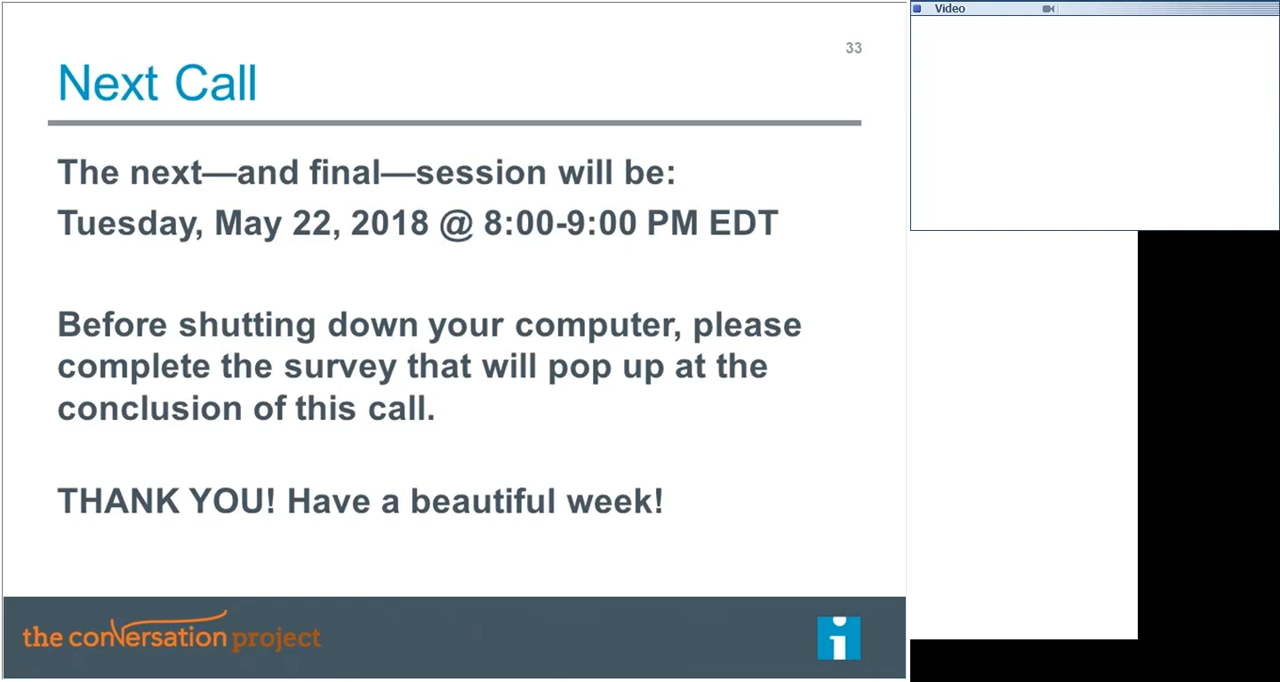 33
Next Call
The next—and final—session will be:
Tuesday, May 22, 2018 @ 8:00-9:00 PM EDT
Before shutting down your computer, please
complete the survey that will pop up at the
conclusion of this call.
THANK YOU! Have a beautiful week!
the conversation project
i
Video